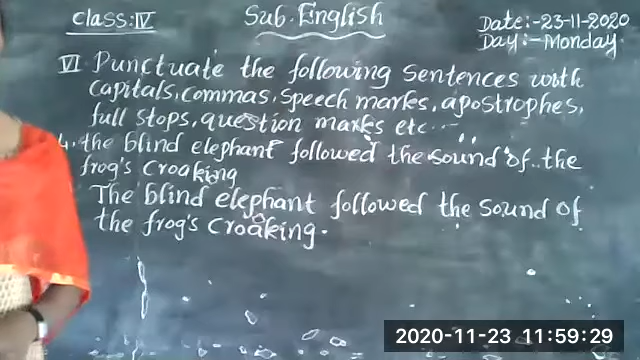 Class:IV
Sub. English
Date:-23-11-2020
Day:-Monday
VI Punctuate the following sentences with
capitals, commas, speech marks, apostrophes,
full stops, question marks etc...
4. the blind elephant followed the sound of the
frog's croaking
The blind elephant followed the sound of
the frog's croaking.
2020-11-23 11:59:29